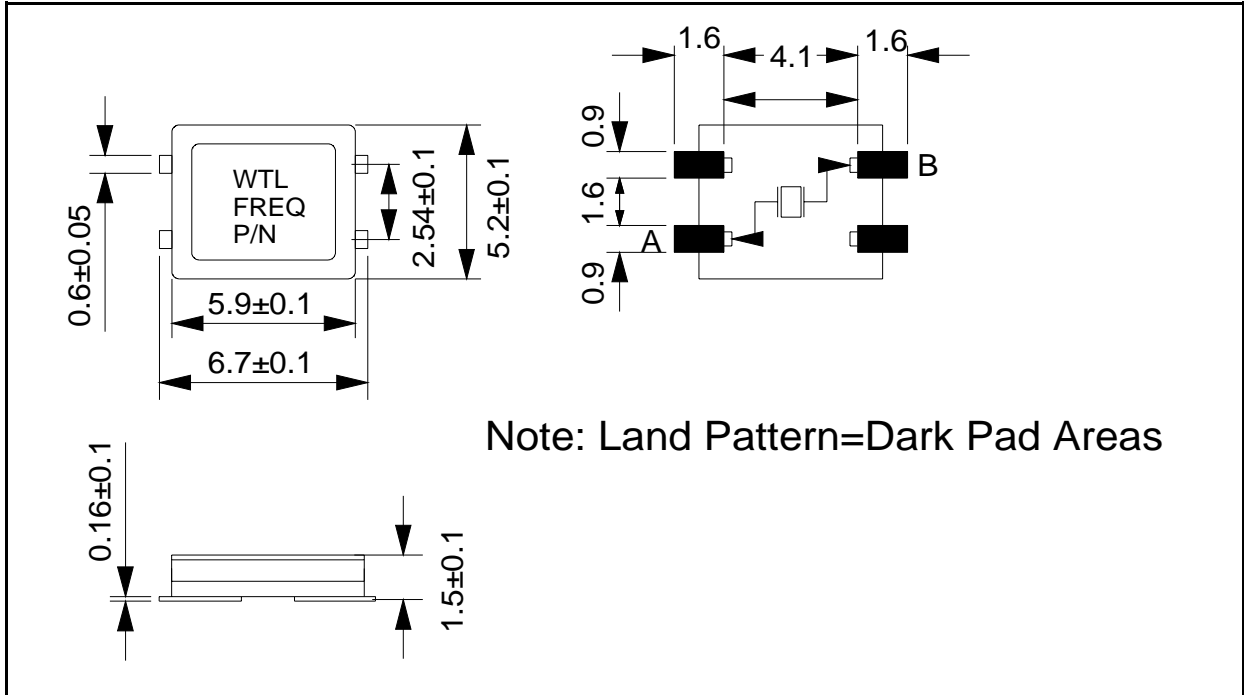 1.6
4.1
1.6
0.9
1.6
0.9
A
B
WTL
FREQ
P/N
0.6±0.05
2.54±0.1
5.2±0.1
5.9±0.1
6.7±0.1
Note: Land Pattern=Dark Pad Areas
0.16±0.1
1.5±0.1